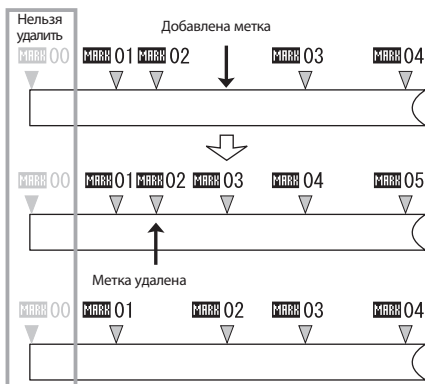 Нельзя
удалить
Добавлена метка
MARK 00 MARK 01 MARK 02 MARK 03 MARK 04
MARK 00 MARK 01 MARK 02 MARK 03 MARK 04 MARK 05
Метка удалена
MARK 00 MARK 01 MARK 02 MARK 03 MARK 04